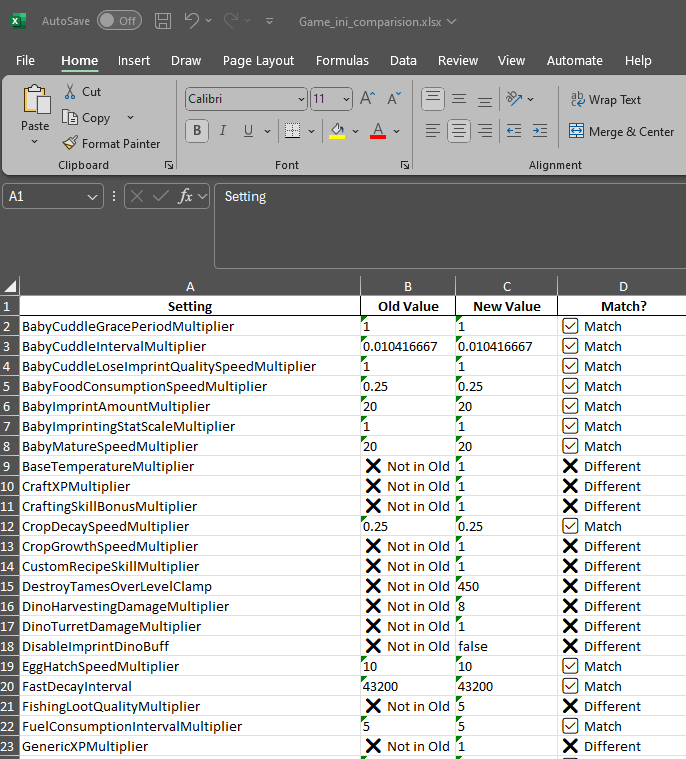 AutoSave Off Game_ini_comparision.xlsx
File Home Insert Draw Page Layout Formulas Data Review View Automate Help
Paste Cut Copy Format Painter
Calibri 11 A A
B I U A
ab Wrap Text
Merge & Center
Clipboard Font Alignment
A1 fx Setting
A B C D
1 Setting Old Value New Value Match?
2 BabyCuddleGracePeriodMultiplier 1 1 Match
3 BabyCuddleIntervalMultiplier 0.010416667 0.010416667 Match
4 BabyCuddleLoseImprintQualitySpeedMultiplier 1 1 Match
5 BabyFoodConsumptionSpeedMultiplier 0.25 0.25 Match
6 BabyImprintAmountMultiplier 20 20 Match
7 BabyImprintingStatScaleMultiplier 1 1 Match
8 BabyMatureSpeedMultiplier 20 20 Match
9 BaseTemperatureMultiplier ❌ Not in Old 1 ❌ Different
10 CraftXPMultiplier ❌ Not in Old 1 ❌ Different
11 CraftingSkillBonusMultiplier ❌ Not in Old 1 ❌ Different
12 CropDecaySpeedMultiplier 0.25 0.25 Match
13 CropGrowthSpeedMultiplier ❌ Not in Old 1 ❌ Different
14 CustomRecipeSkillMultiplier ❌ Not in Old 1 ❌ Different
15 DestroyTamesOverLevelClamp ❌ Not in Old 450 ❌ Different
16 DinoHarvestingDamageMultiplier ❌ Not in Old 8 ❌ Different
17 DinoTurretDamageMultiplier ❌ Not in Old 1 ❌ Different
18 DisableImprintDinoBuff ❌ Not in Old false ❌ Different
19 EggHatchSpeedMultiplier 10 10 Match
20 FastDecayInterval 43200 43200 Match
21 FishingLootQualityMultiplier ❌ Not in Old 5 ❌ Different
22 FuelConsumptionIntervalMultiplier 5 5 Match
23 GenericXPMultiplier ❌ Not in Old 1 ❌ Different